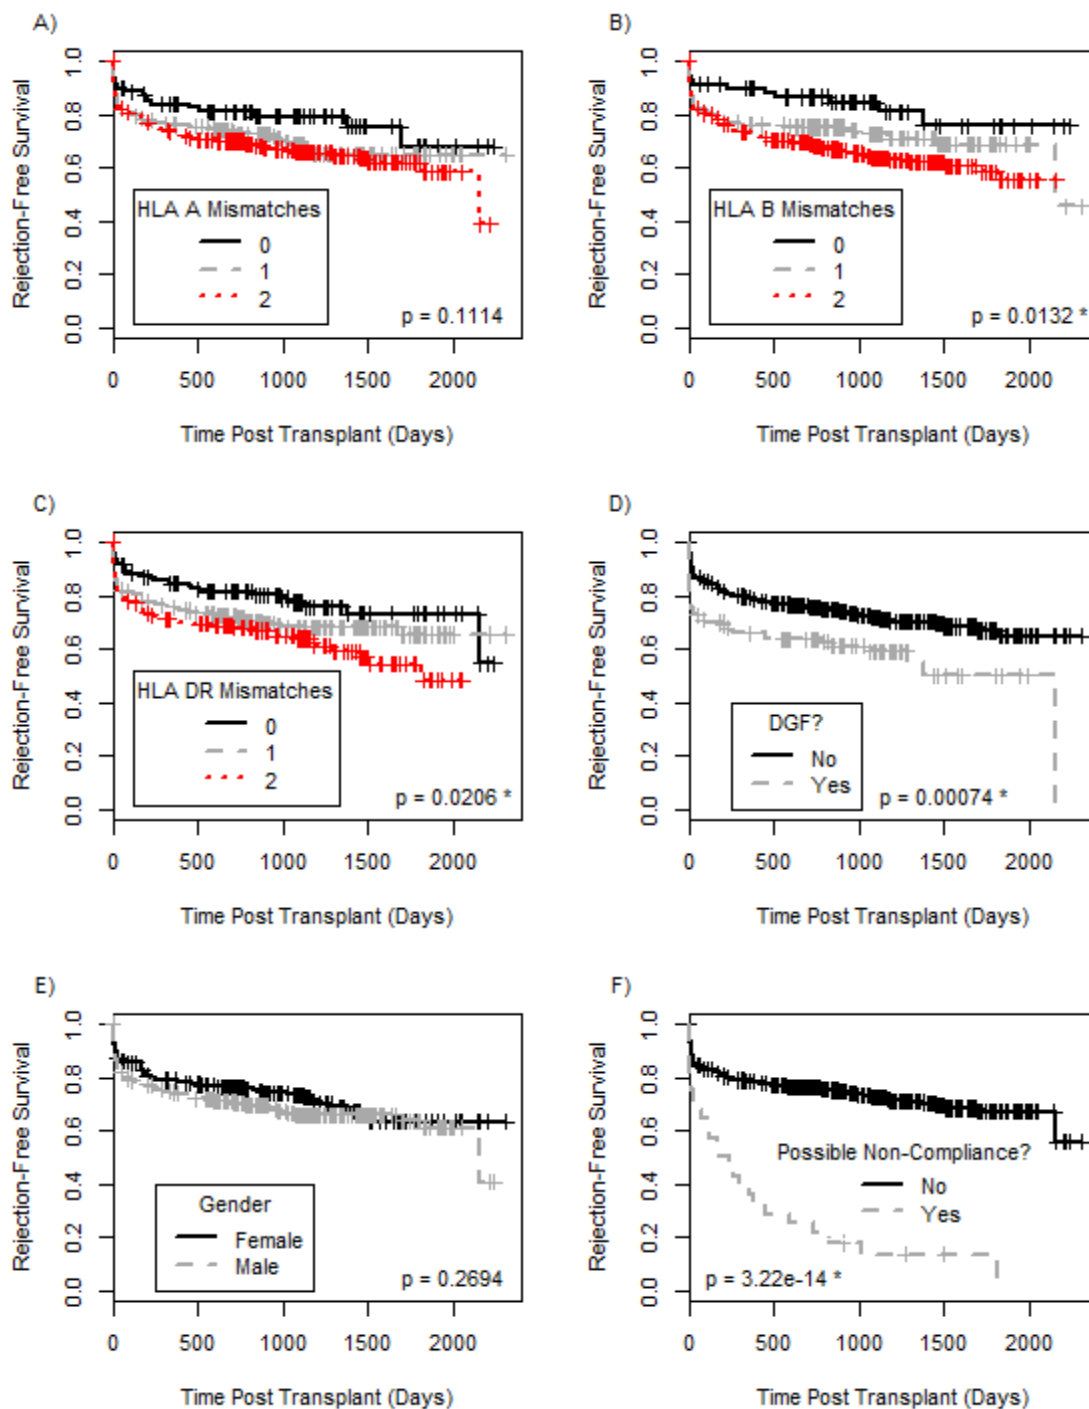 A)
Rejection-Free Survival
1.0
0.8
0.6
0.4
0.2
0.0
HLA A Mismatches
0
1
2
p = 0.1114
0 500 1000 1500 2000
Time Post Transplant (Days)
B)
Rejection-Free Survival
1.0
0.8
0.6
0.4
0.2
0.0
HLA B Mismatches
0
1
2
p = 0.0132 *
0 500 1000 1500 2000
Time Post Transplant (Days)
C)
Rejection-Free Survival
1.0
0.8
0.6
0.4
0.2
0.0
HLA DR Mismatches
0
1
2
p = 0.0206 *
0 500 1000 1500 2000
Time Post Transplant (Days)
D)
Rejection-Free Survival
1.0
0.8
0.6
0.4
0.2
0.0
DGF?
No
Yes
p = 0.00074 *
0 500 1000 1500 2000
Time Post Transplant (Days)
E)
Rejection-Free Survival
1.0
0.8
0.6
0.4
0.2
0.0
Gender
Female
Male
p = 0.2694
0 500 1000 1500 2000
Time Post Transplant (Days)
F)
Rejection-Free Survival
1.0
0.8
0.6
0.4
0.2
0.0
Possible Non-Compliance?
No
Yes
p = 3.22e-14 *
0 500 1000 1500 2000
Time Post Transplant (Days)